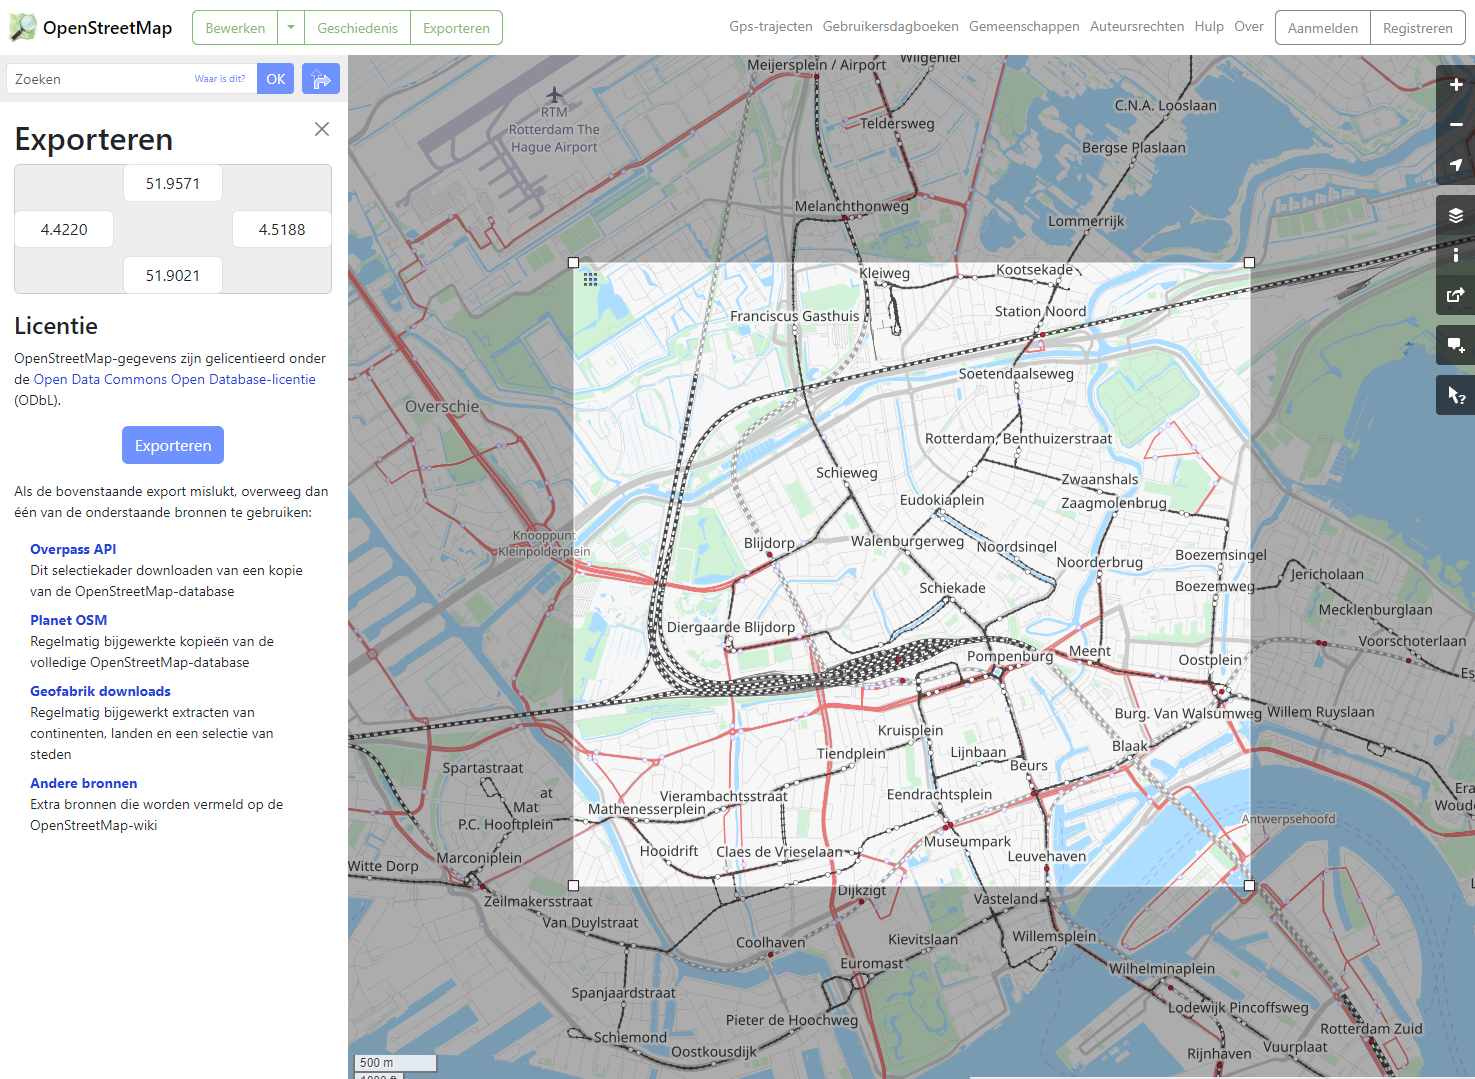 OpenStreetMap
Bewerken
Geschiedenis
Exporteren
Gps-trajecten
Gebruikersdagboeken
Gemeenschappen
Auteursrechten
Hulp
Over
Aanmelden
Registreren
Zoeken
Waar is dit?
OK
Exporteren
51.9571
4.4220
4.5188
51.9021
Licentie
OpenStreetMap-gegevens zijn gelicentieerd onder
de Open Data Commons Open Database-licentie
(ODbL).
Exporteren
Als de bovenstaande export mislukt, overweeg dan
één van de onderstaande bronnen te gebruiken:
Overpass API
Dit selectiekader downloaden van een kopie
van de OpenStreetMap-database
Planet OSM
Regelmatig bijgewerkte kopieën van de
volledige OpenStreetMap-database
Geofabrik downloads
Regelmatig bijgewerkt extracten van
continenten, landen en een selectie van
steden
Andere bronnen
Extra bronnen die worden vermeld op de
OpenStreetMap-wiki
Meijersplein / Airport
Wilgenlei
RTM
Rotterdam The
Hague Airport
Teldersweg
C.N.A. Looslaan
Bergse Plaslaan
Melanchthonweg
Lommerrijk
Kleiweg
Kootsekade
Franciscus Gasthuis
Station Noord
Soetendaalseweg
Overschie
Rotterdam, Benthuizerstraat
Schieweg
Zwaanshals
Eudokiaplein
Zaagmolenbrug
Knooppunt
Kleinpolderplein
Blijdorp
Walenburgerweg
Noordsingel
Boezemsingel
Noorderbrug
Jericholaan
Schiekade
Boezemweg
Mecklenburglaan
Diergaarde Blijdorp
Voorschoterlaan
Pompenburg
Meent
Oostplein
Es
Burg. Van Walsumweg
Willem Ruyslaan
Kruisplein
Tiendplein
Lijnbaan
Blaak
Beurs
Spartastraat
at
Mat
Vierambachtsstraat
Eendrachtsplein
Era
Woude
Mathenesserplein
P.C. Hooftplein
Antwerpsehoofd
Museumpark
Hooidrift
Claes de Vrieselaan
Leuvehaven
Marconiplein
Witte Dorp
Dijkzigt
Zeilmakersstraat
Vasteland
Van Duylstraat
Coolhaven
Kievitslaan
Willemsplein
Euromast
Wilhelminaplein
Spanjaardstraat
Lodewijk Pincoffsweg
Pieter de Hoochweg
Rotterdam Zuid
Schiemond
Oostkousdijk
Vuurplaat
Rijnhaven
500 m
1000 ft